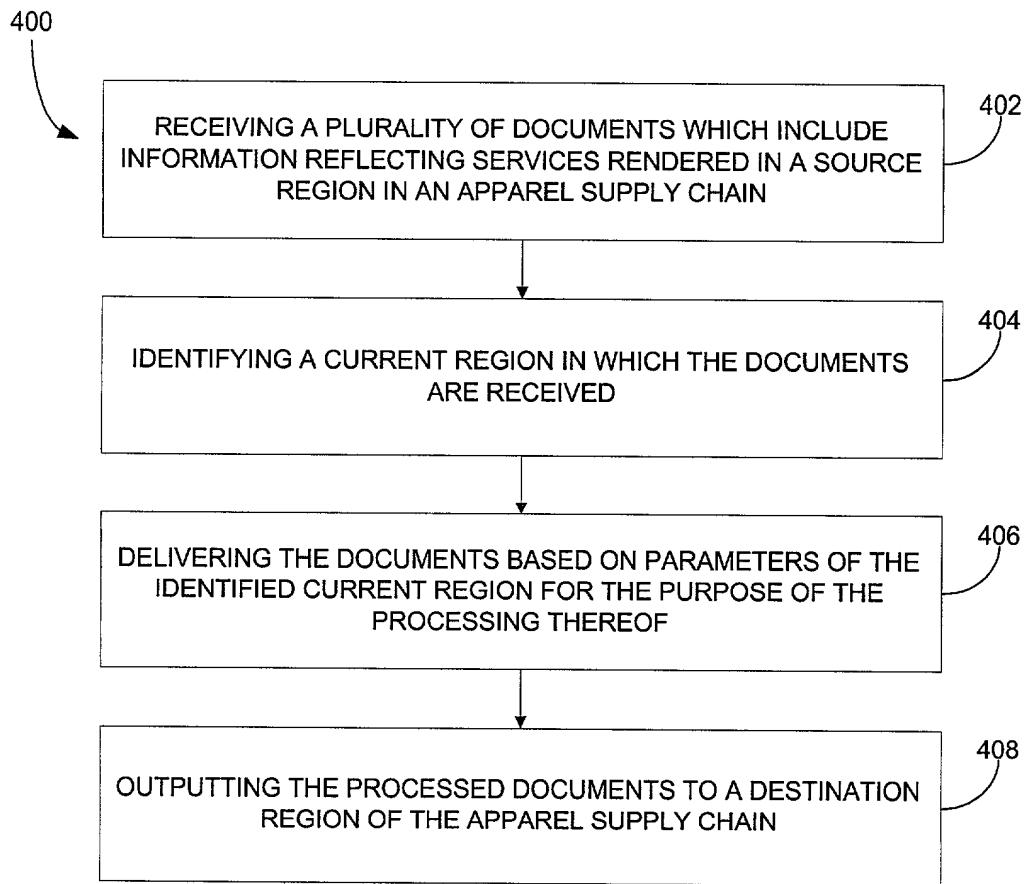 400
402
RECEIVING A PLURALITY OF DOCUMENTS WHICH INCLUDE
INFORMATION REFLECTING SERVICES RENDERED IN A SOURCE
REGION IN AN APPAREL SUPPLY CHAIN
404
IDENTIFYING A CURRENT REGION IN WHICH THE DOCUMENTS
ARE RECEIVED
406
DELIVERING THE DOCUMENTS BASED ON PARAMETERS OF THE
IDENTIFIED CURRENT REGION FOR THE PURPOSE OF THE
PROCESSING THEREOF
408
OUTPUTTING THE PROCESSED DOCUMENTS TO A DESTINATION
REGION OF THE APPAREL SUPPLY CHAIN